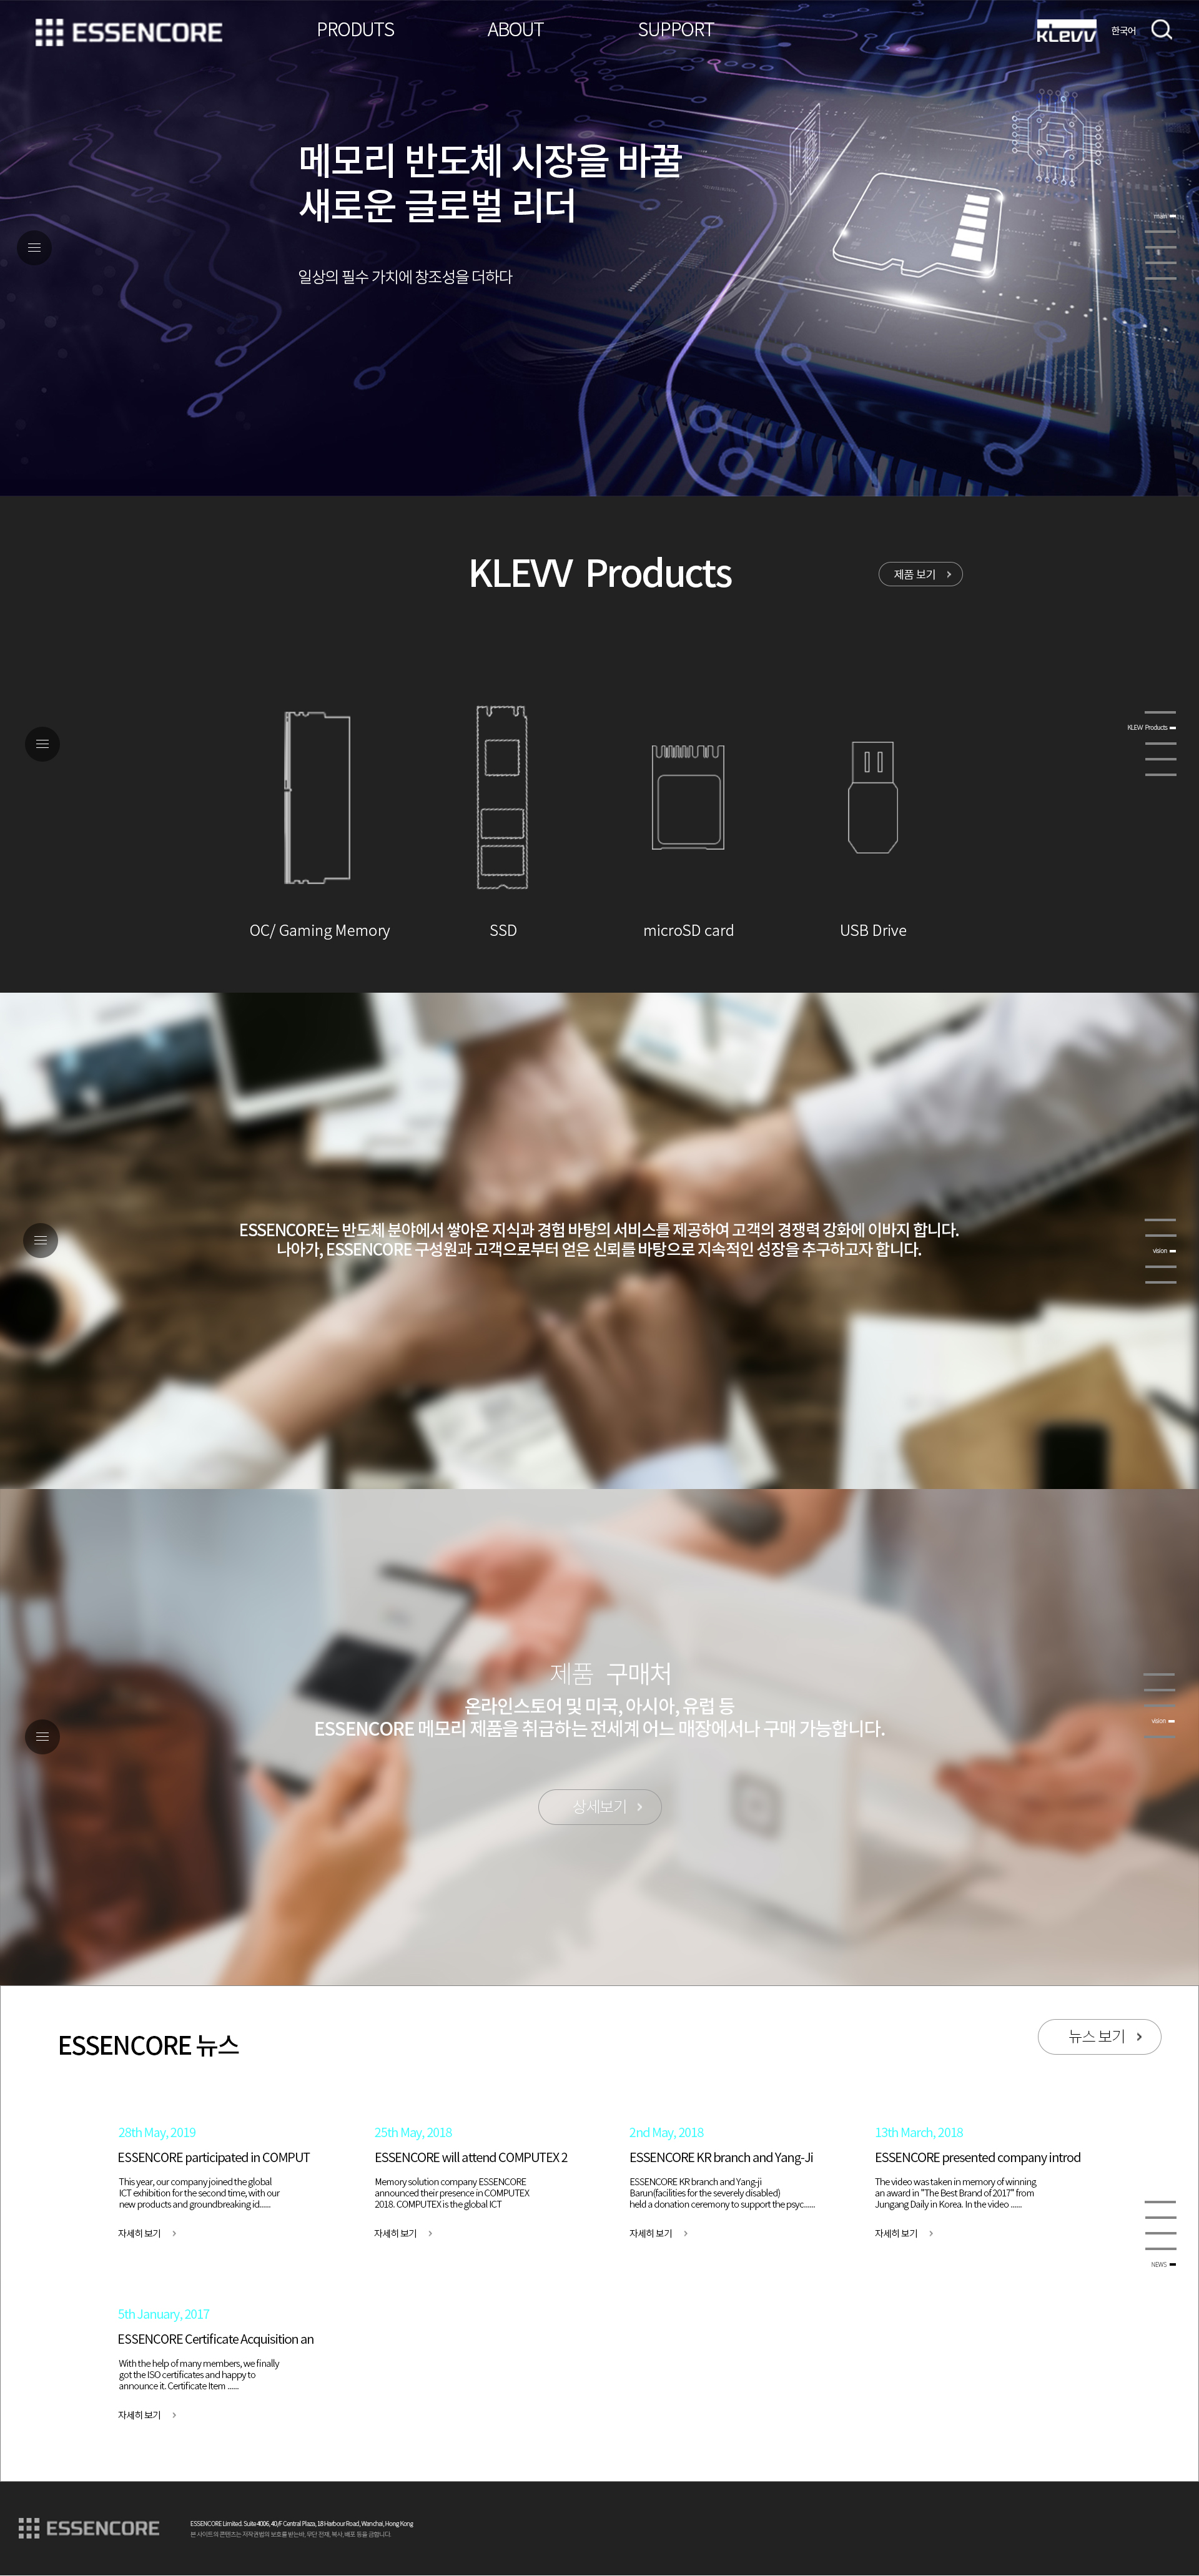 ESSENCORE
PRODUTS
ABOUT
SUPPORT
KLEVV
한국어
메모리 반도체 시장을 바꿀
새로운 글로벌 리더
일상의 필수 가치에 창조성을 더하다
main
KLEVV Products
제품 보기
KLEVV Products
OC/ Gaming Memory
SSD
microSD card
USB Drive
ESSENCORE는 반도체 분야에서 쌓아온 지식과 경험 바탕의 서비스를 제공하여 고객의 경쟁력 강화에 이바지 합니다.
나아가, ESSENCORE 구성원과 고객으로부터 얻은 신뢰를 바탕으로 지속적인 성장을 추구하고자 합니다.
vision
제품 구매처
온라인스토어 및 미국, 아시아, 유럽 등
ESSENCORE 메모리 제품을 취급하는 전세계 어느 매장에서나 구매 가능합니다.
vision
상세보기
ESSENCORE 뉴스
뉴스 보기
28th May, 2019
ESSENCORE participated in COMPUT
This year, our company joined the global
ICT exhibition for the second time, with our
new products and groundbreaking id......
자세히 보기
25th May, 2018
ESSENCORE will attend COMPUTEX 2
Memory solution company ESSENCORE
announced their presence in COMPUTEX
2018. COMPUTEX is the global ICT
자세히 보기
2nd May, 2018
ESSENCORE KR branch and Yang-Ji
ESSENCORE KR branch and Yang-ji
Barun(facilities for the severely disabled)
held a donation ceremony to support the psyc......
자세히 보기
13th March, 2018
ESSENCORE presented company introd
The video was taken in memory of winning
an award in "The Best Brand of 2017" from
Jungang Daily in Korea. In the video ......
자세히 보기
NEWS
5th January, 2017
ESSENCORE Certificate Acquisition an
With the help of many members, we finally
got the ISO certificates and happy to
announce it. Certificate Item ......
자세히 보기
ESSENCORE
ESSENCORE Limited. Suite 4006, 40/F Central Plaza, 18 Harbour Road, Wanchai, Hong Kong
본 사이트의 콘텐츠는 저작권법의 보호를 받는바, 무단 전재, 복사, 배포 등을 금합니다.